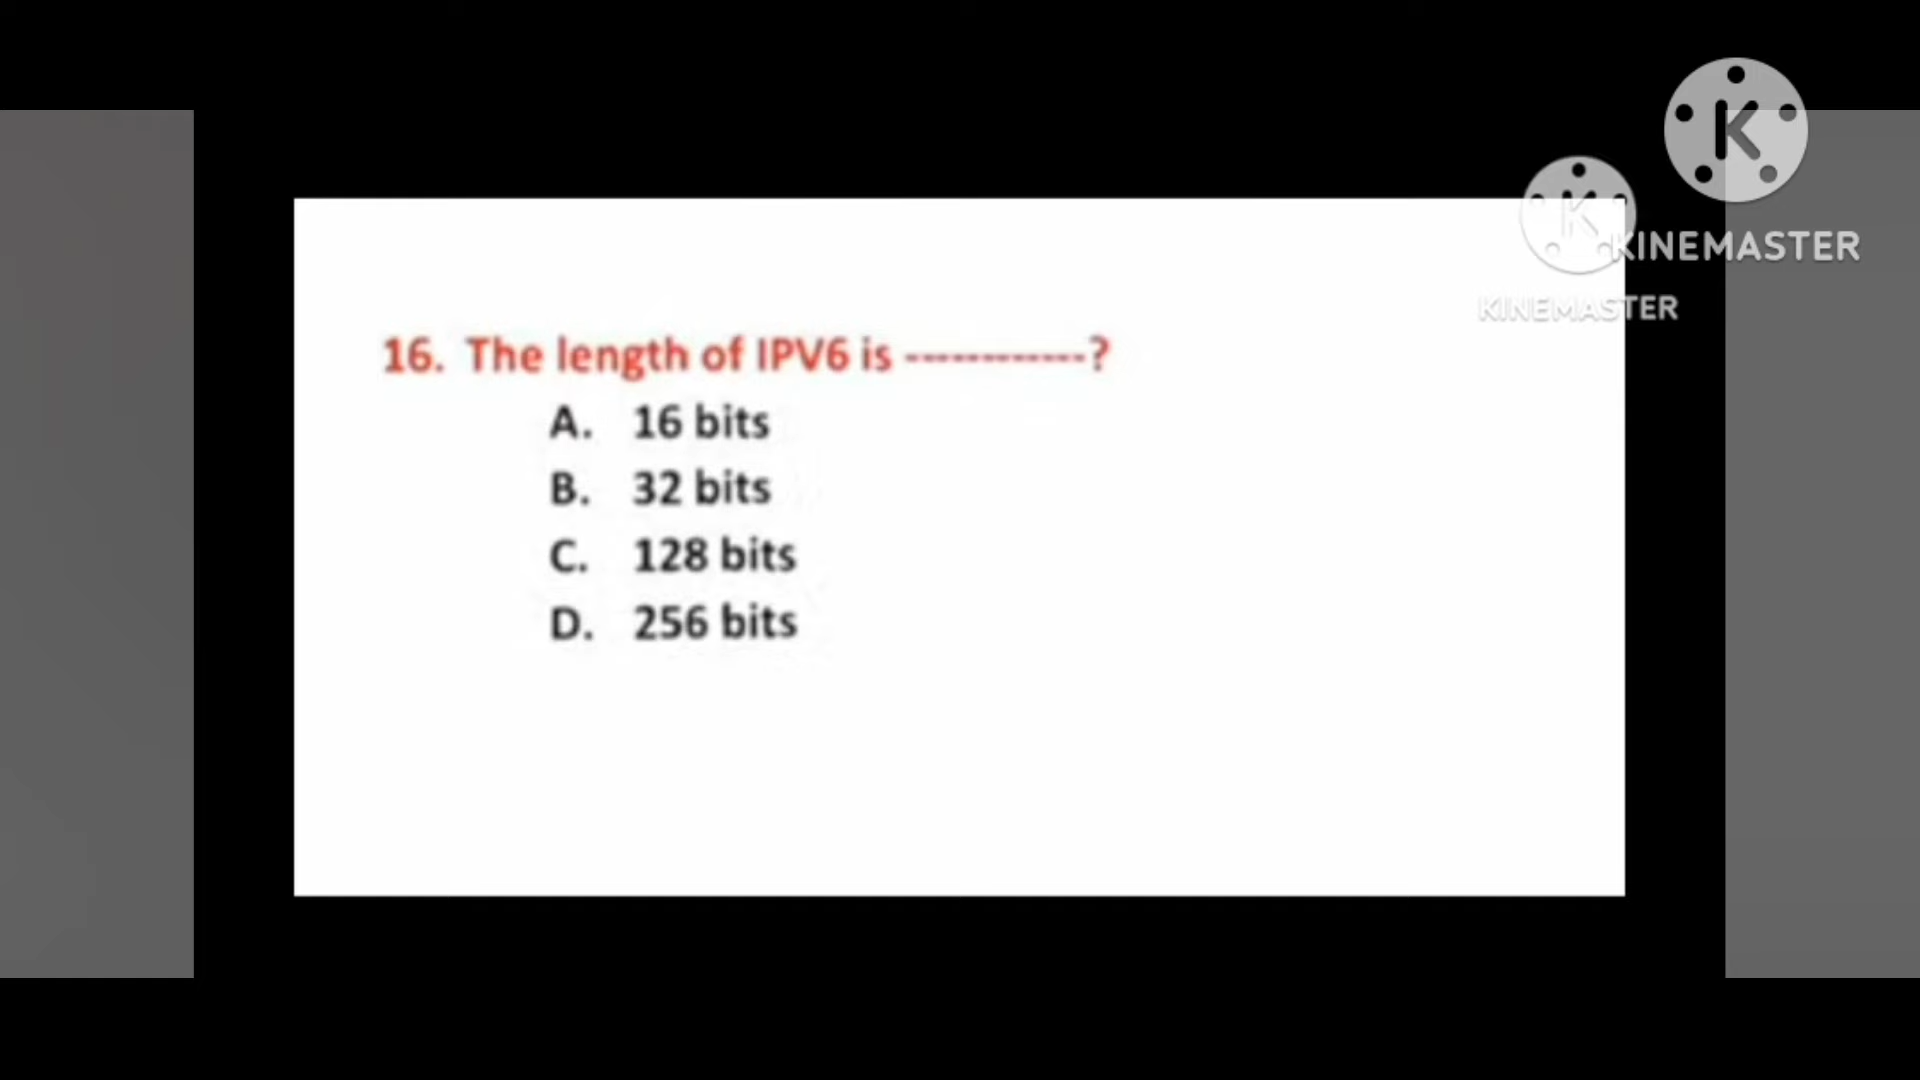 KINEMASTER
KINEMASTER
16. The length of IPV6 is ------------?
A. 16 bits
B. 32 bits
C. 128 bits
D. 256 bits